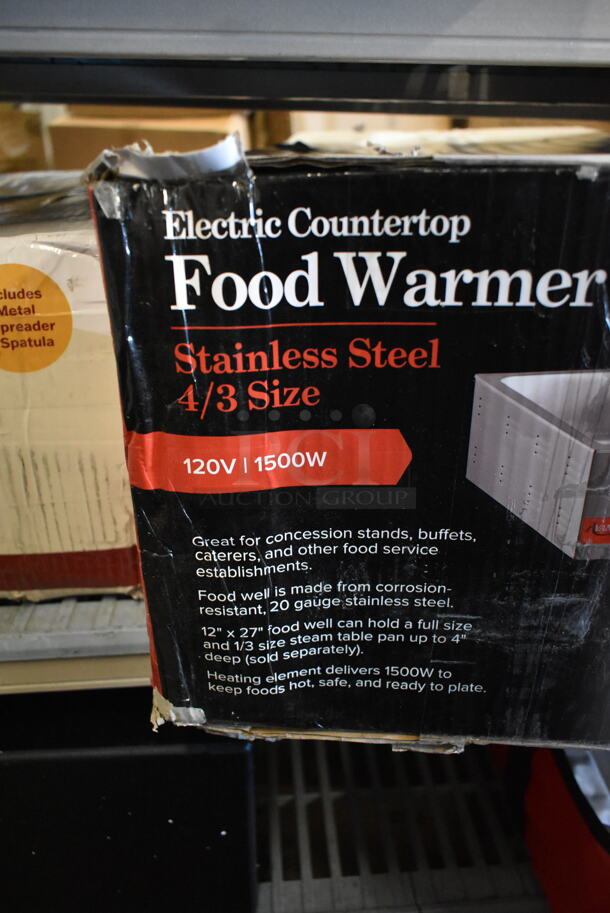 cludes
Metal
preader
Spatula
Electric Countertop
Food Warmer
Stainless Steel
4/3 Size
120V | 1500W
PCI
AUCTION GROUP
Great for concession stands, buffets,
caterers, and other food service
establishments.
Food well is made from corrosion-
resistant, 20 gauge stainless steel.
12" x 27" food well can hold a full size
and 1/3 size steam table pan up to 4"
deep (sold separately).
Heating element delivers 1500W to
keep foods hot, safe, and ready to plate.